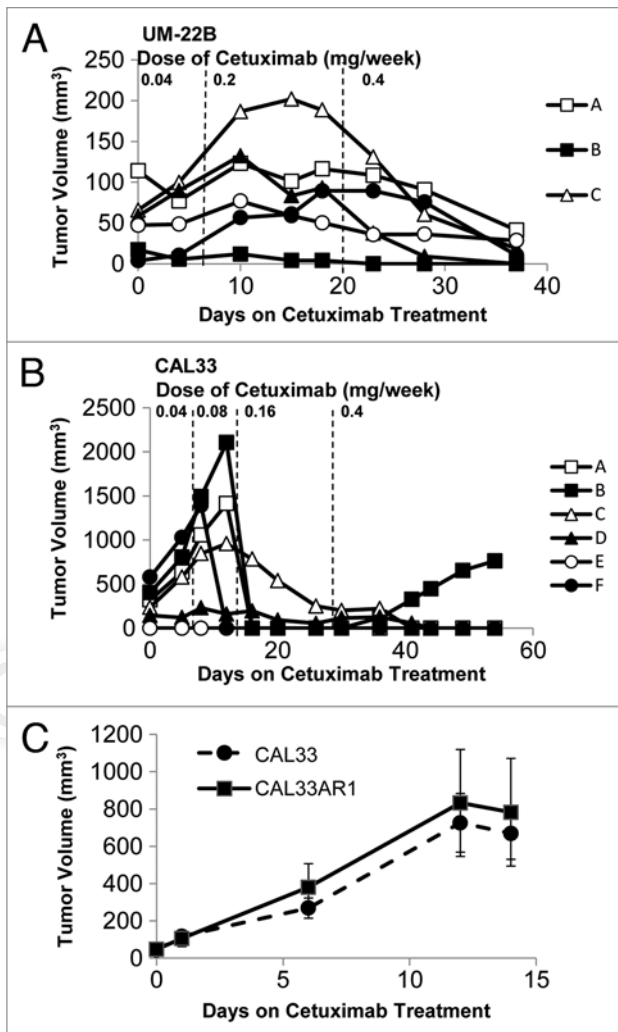 A
UM-22B
Dose of Cetuximab (mg/week)
0.04 0.2 0.4
Tumor Volume (mm³)
250
200
150
100
50
0
0 10 20 30 40
Days on Cetuximab Treatment
A
B
C
B
CAL33
Dose of Cetuximab (mg/week)
0.04 0.08 0.16 0.4
Tumor Volume (mm³)
2500
2000
1500
1000
500
0
0 20 40 60
Days on Cetuximab Treatment
A
B
C
D
E
F
C
CAL33
CAL33AR1
Tumor Volume (mm³)
1200
1000
800
600
400
200
0
0 5 10 15
Days on Cetuximab Treatment